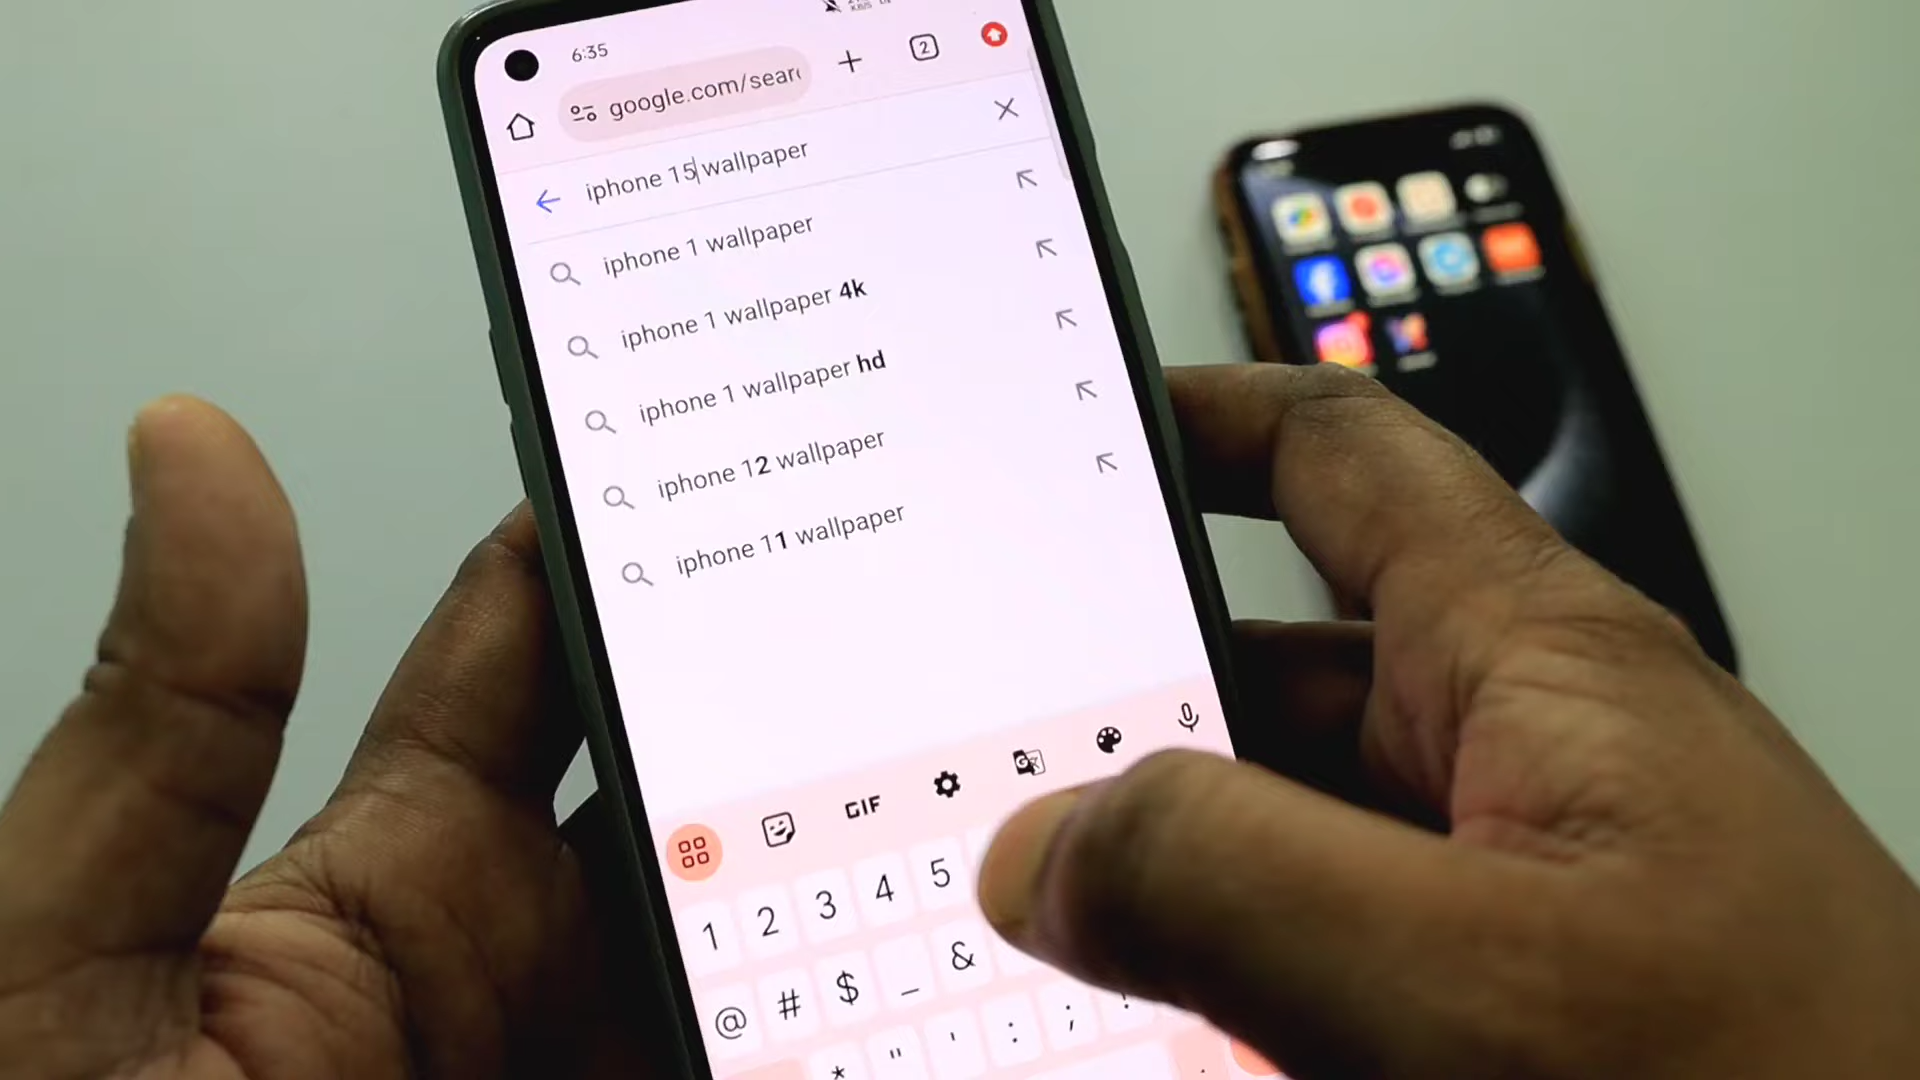 6:35
2
google.com/sear
iphone 15 wallpaper
iphone 1 wallpaper
iphone 1 wallpaper 4k
iphone 1 wallpaper hd
iphone 12 wallpaper
iphone 11 wallpaper
GIF
1 2 3 4 5
@ # $ _ &
* " ' : ; !
.